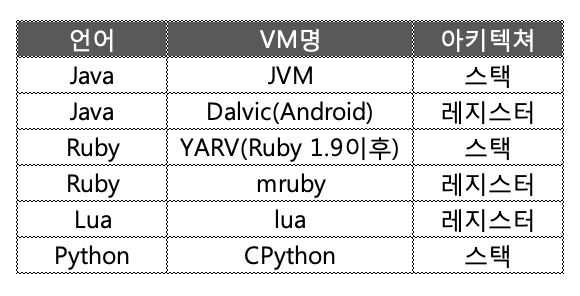 언어 VM명 아키텍쳐
Java JVM 스택
Java Dalvic(Android) 레지스터
Ruby YARV(Ruby 1.9이후) 스택
Ruby mruby 레지스터
Lua lua 레지스터
Python CPython 스택